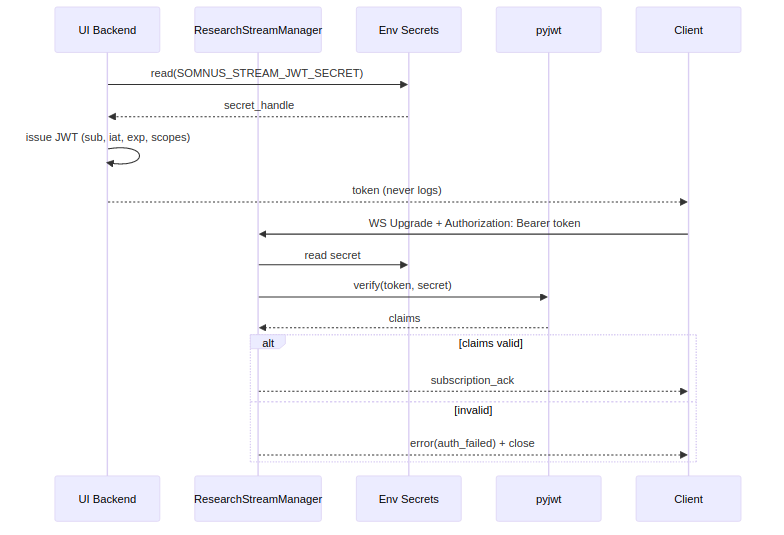 UI Backend
ResearchStreamManager
Env Secrets
pyjwt
Client
read(SOMNUS_STREAM_JWT_SECRET)
secret_handle
issue JWT (sub, iat, exp, scopes)
token (never logs)
WS Upgrade + Authorization: Bearer token
read secret
verify(token, secret)
claims
alt
[claims valid]
subscription_ack
[invalid]
error(auth_failed) + close
UI Backend
ResearchStreamManager
Env Secrets
pyjwt
Client